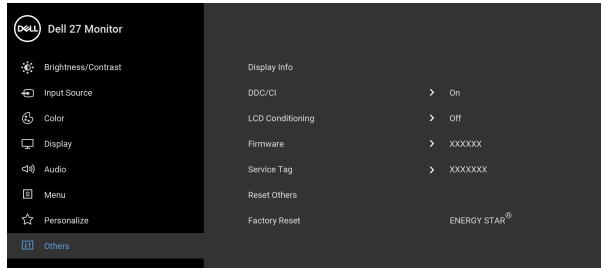 DELL Dell 27 Monitor
Brightness/Contrast
Input Source
Color
Display
Audio
Menu
Personalize
Others
Display Info
DDC/CI > On
LCD Conditioning > Off
Firmware > XXXXXX
Service Tag > XXXXXXX
Reset Others
Factory Reset ENERGY STAR®